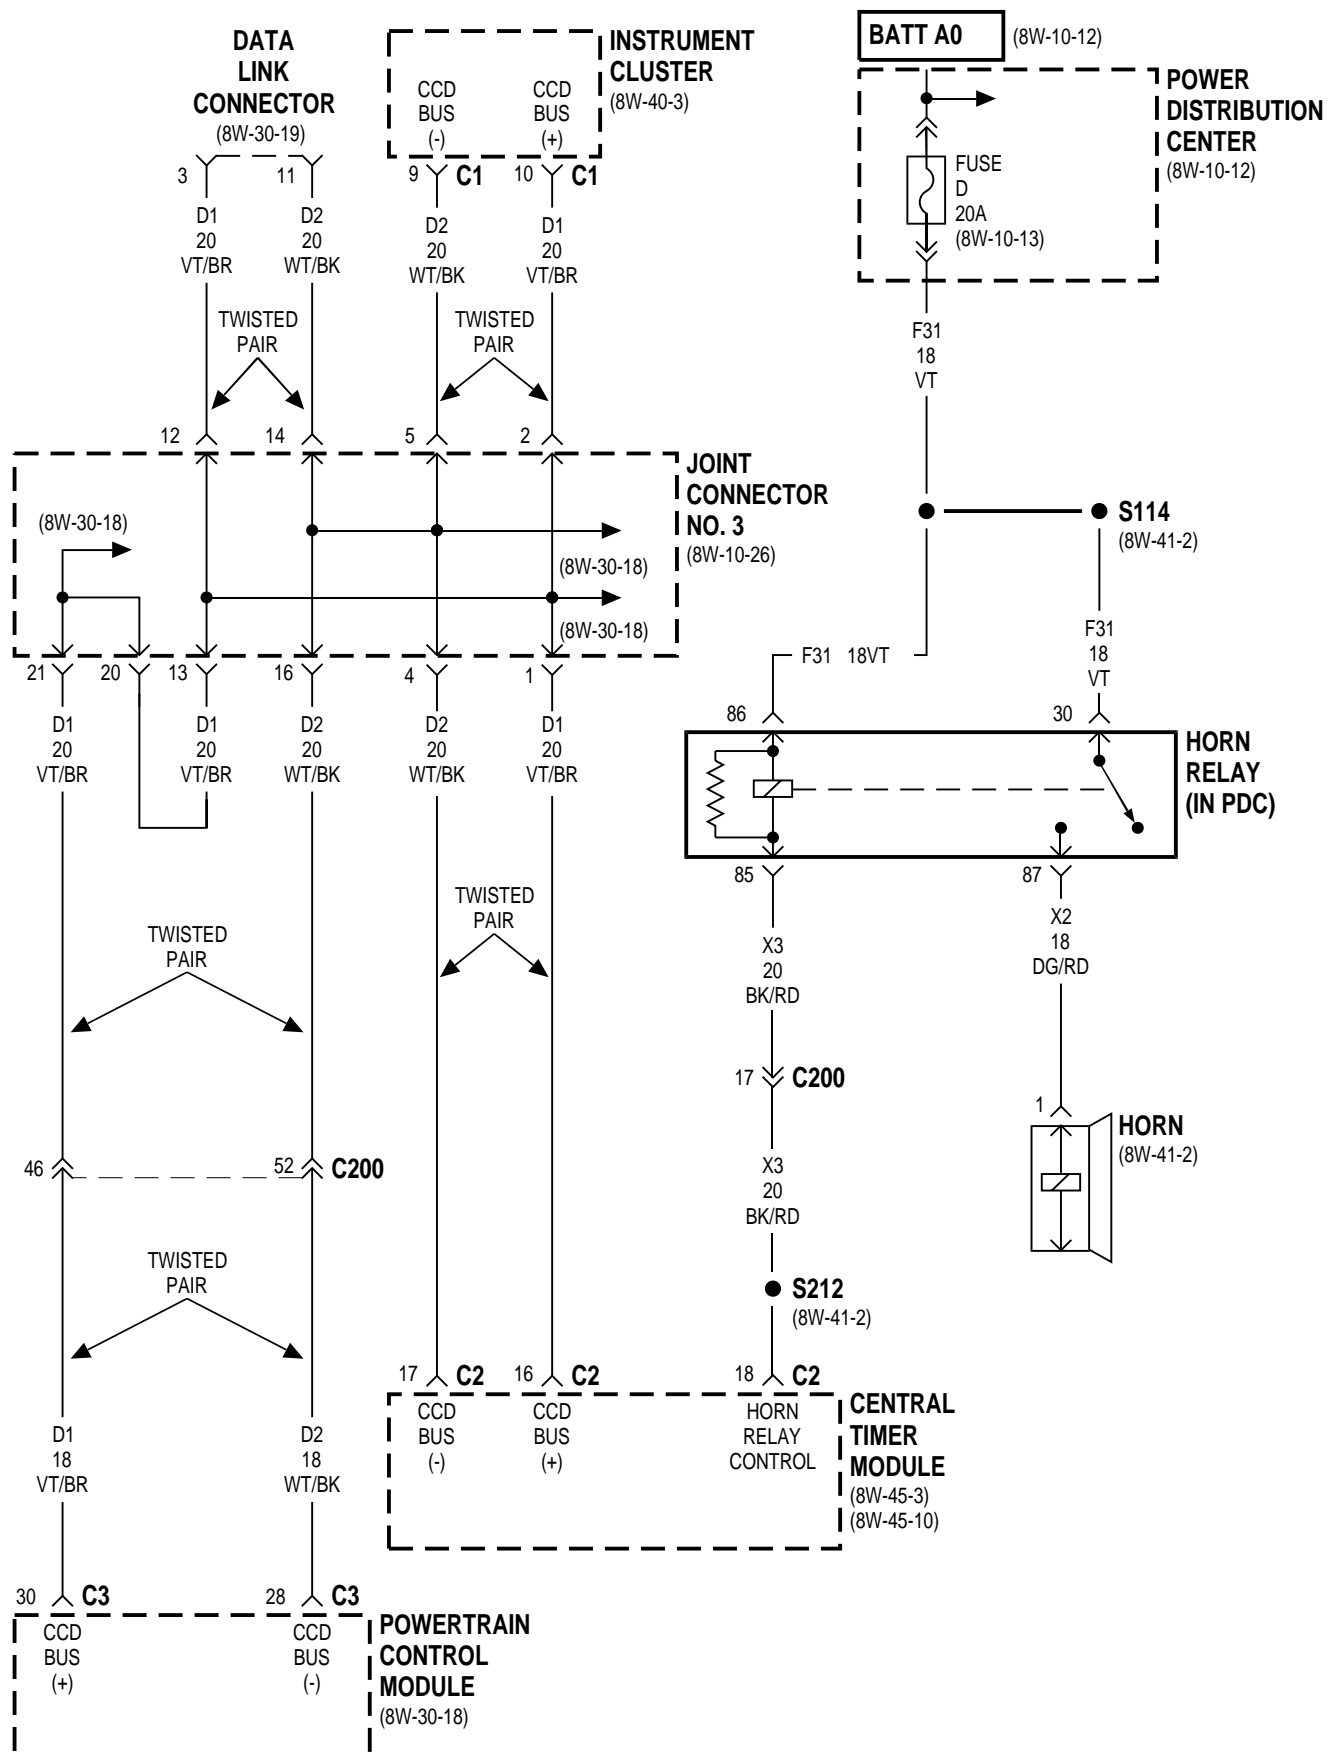 DATA
LINK
CONNECTOR
(8W-30-19)
3
11
D1
20
VT/BR
D2
20
WT/BK
TWISTED
PAIR
12
14
CCD
BUS
(-)
CCD
BUS
(+)
INSTRUMENT
CLUSTER
(8W-40-3)
9
C1
10
C1
D2
20
WT/BK
D1
20
VT/BR
TWISTED
PAIR
5
2
BATT A0
(8W-10-12)
POWER
DISTRIBUTION
CENTER
(8W-10-12)
FUSE
D
20A
(8W-10-13)
F31
18
VT
S114
(8W-41-2)
JOINT
CONNECTOR
NO. 3
(8W-10-26)
(8W-30-18)
(8W-30-18)
(8W-30-18)
21
20
13
16
4
1
D1
20
VT/BR
D1
20
VT/BR
D2
20
WT/BK
D2
20
WT/BK
D1
20
VT/BR
F31 18VT
F31
18
VT
86
30
HORN
RELAY
(IN PDC)
85
87
X3
20
BK/RD
X2
18
DG/RD
TWISTED
PAIR
TWISTED
PAIR
17
C200
1
HORN
(8W-41-2)
46
52
C200
X3
20
BK/RD
TWISTED
PAIR
S212
(8W-41-2)
17
C2
16
C2
18
C2
CCD
BUS
(-)
CCD
BUS
(+)
HORN
RELAY
CONTROL
CENTRAL
TIMER
MODULE
(8W-45-3)
(8W-45-10)
D1
18
VT/BR
D2
18
WT/BK
30
C3
28
C3
CCD
BUS
(+)
CCD
BUS
(-)
POWERTRAIN
CONTROL
MODULE
(8W-30-18)